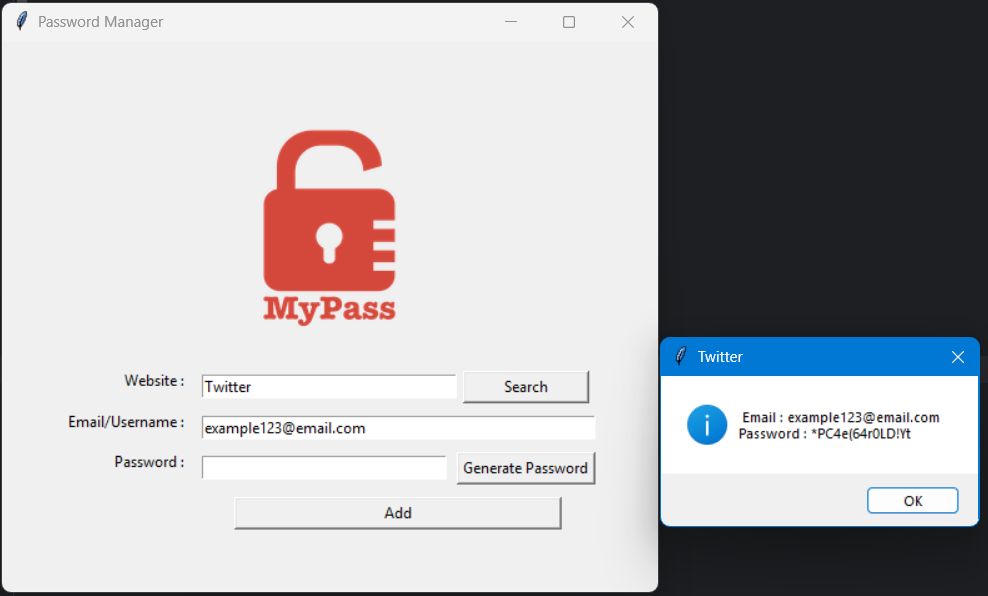 Password Manager
MyPass
Website :
Twitter
Search
Email/Username :
example123@email.com
Password :
Generate Password
Add
Twitter
Email : example123@email.com
Password : *PC4e(64r0LD!Yt
OK